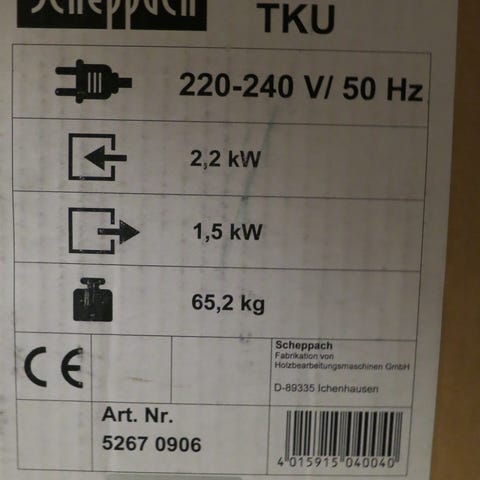 scheppach
TKU
220-240 V/ 50 Hz
2,2 kW
1,5 kW
65,2 kg
CE
Scheppach
Fabrikation von
Holzbearbeitungsmaschinen GmbH
D-89335 Ichenhausen
Art. Nr.
5267 0906
4 015915 040040